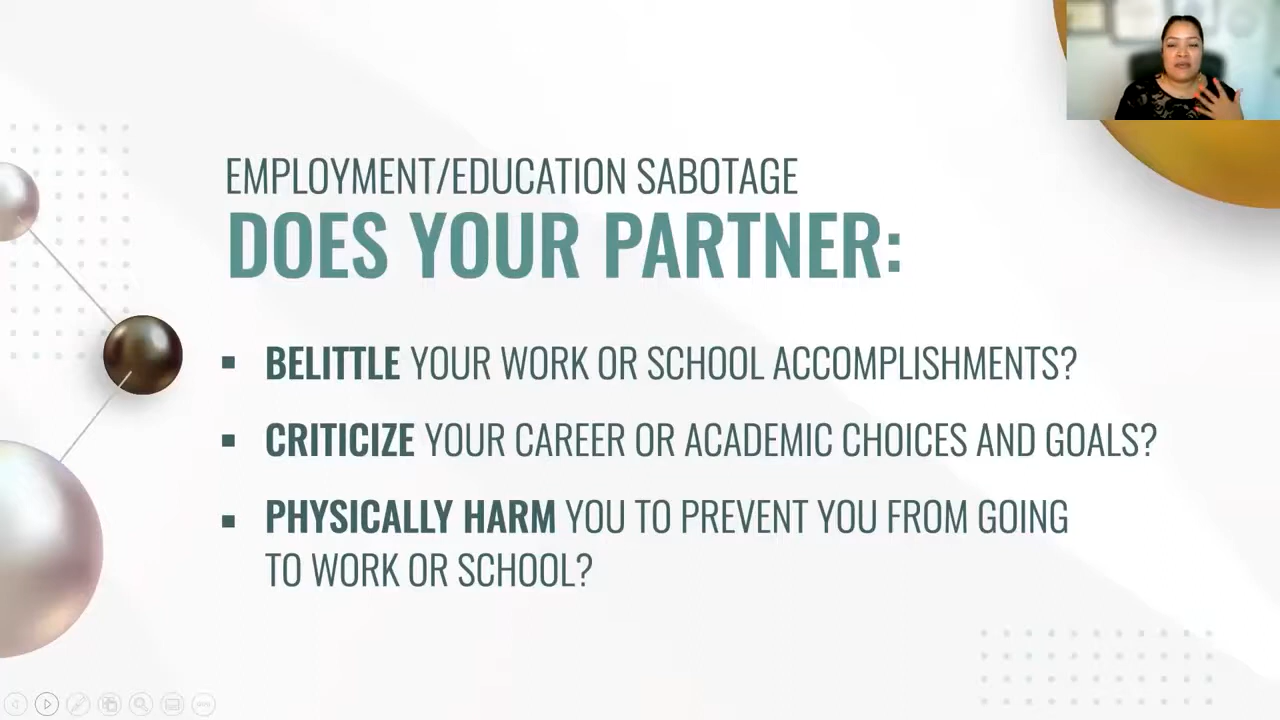 EMPLOYMENT/EDUCATION SABOTAGE
DOES YOUR PARTNER:
▪ BELITTLE YOUR WORK OR SCHOOL ACCOMPLISHMENTS?
▪ CRITICIZE YOUR CAREER OR ACADEMIC CHOICES AND GOALS?
▪ PHYSICALLY HARM YOU TO PREVENT YOU FROM GOING
TO WORK OR SCHOOL?